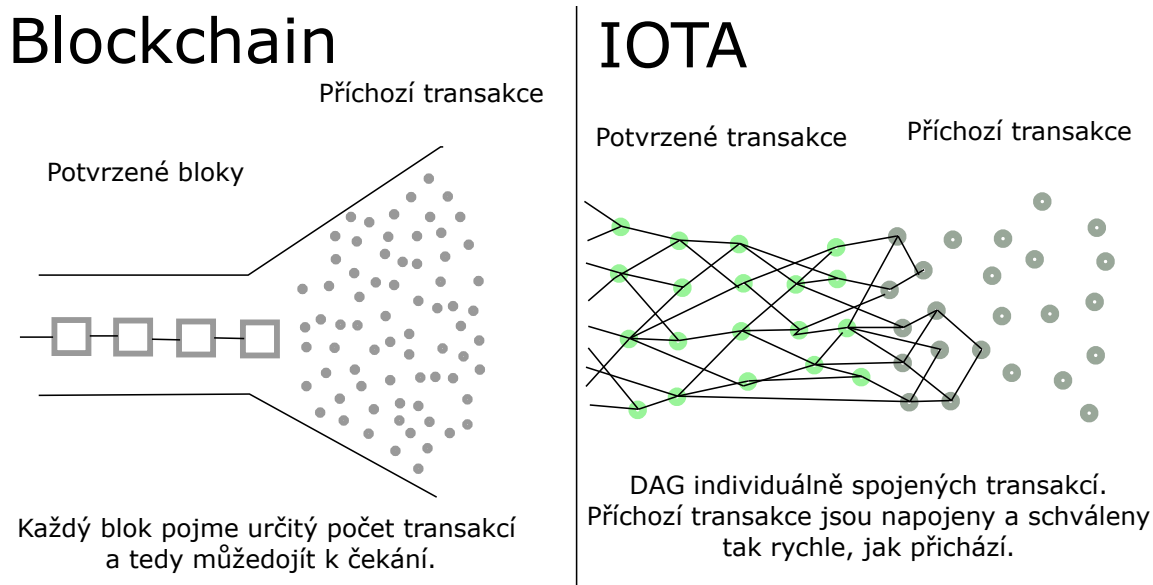 Blockchain
Příchozí transakce
Potvrzené bloky
Každý blok pojme určitý počet transakcí
a tedy můžedojít k čekání.
IOTA
Potvrzené transakce
Příchozí transakce
DAG individuálně spojených transakcí.
Příchozí transakce jsou napojeny a schváleny
tak rychle, jak přichází.